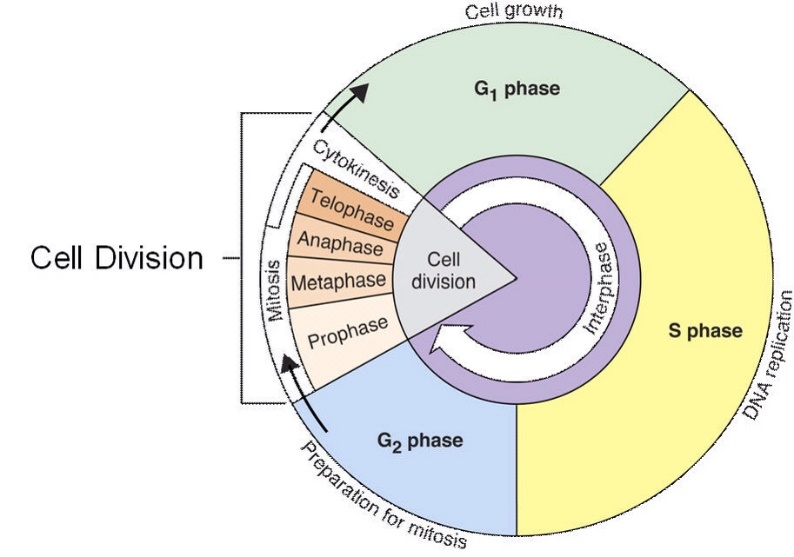 Cell growth
G₁ phase
Cytokinesis
Telophase
Anaphase
Metaphase
Prophase
Mitosis
Cell Division
Cell
division
Interphase
S phase
DNA replication
G₂ phase
Preparation for mitosis